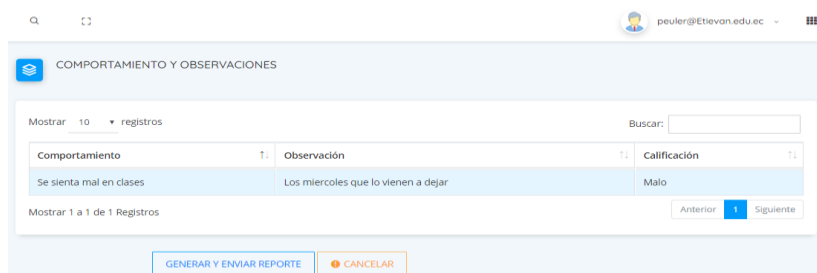 peuler@Etievan.edu.ec
COMPORTAMIENTO Y OBSERVACIONES
Mostrar 10 registros
Buscar:
Comportamiento Observación Calificación
Se sienta mal en clases Los miercoles que lo vienen a dejar Malo
Mostrar 1 a 1 de 1 Registros
Anterior 1 Siguiente
GENERAR Y ENVIAR REPORTE CANCELAR